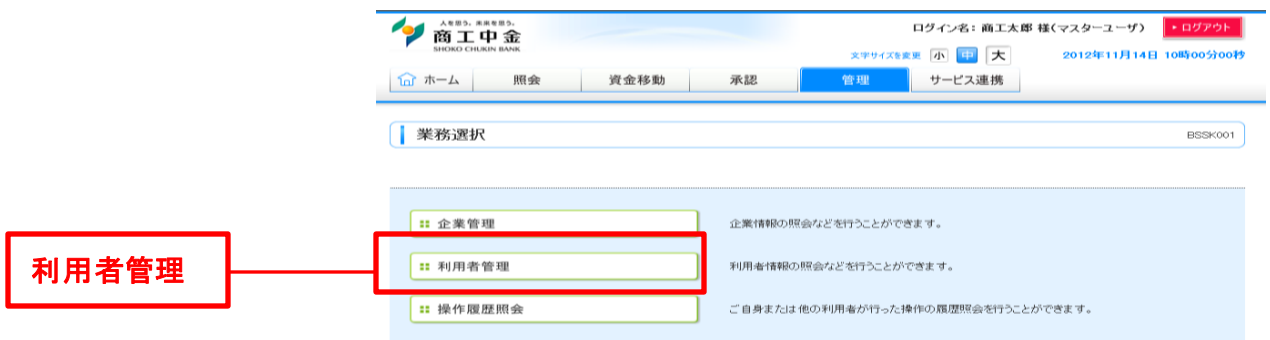 人を思う。未来を思う。
商工中金
SHOKO CHUKIN BANK
ログイン名：商工太郎 様（マスターユーザ）
ログアウト
文字サイズを変更 小 中 大
2012年11月14日 10時00分00秒
ホーム 照会 資金移動 承認 管理 サービス連携
業務選択
BSSK001
企業管理
企業情報の照会などを行うことができます。
利用者管理
利用者管理
利用者情報の照会などを行うことができます。
操作履歴照会
ご自身または他の利用者が行った操作の履歴照会を行うことができます。